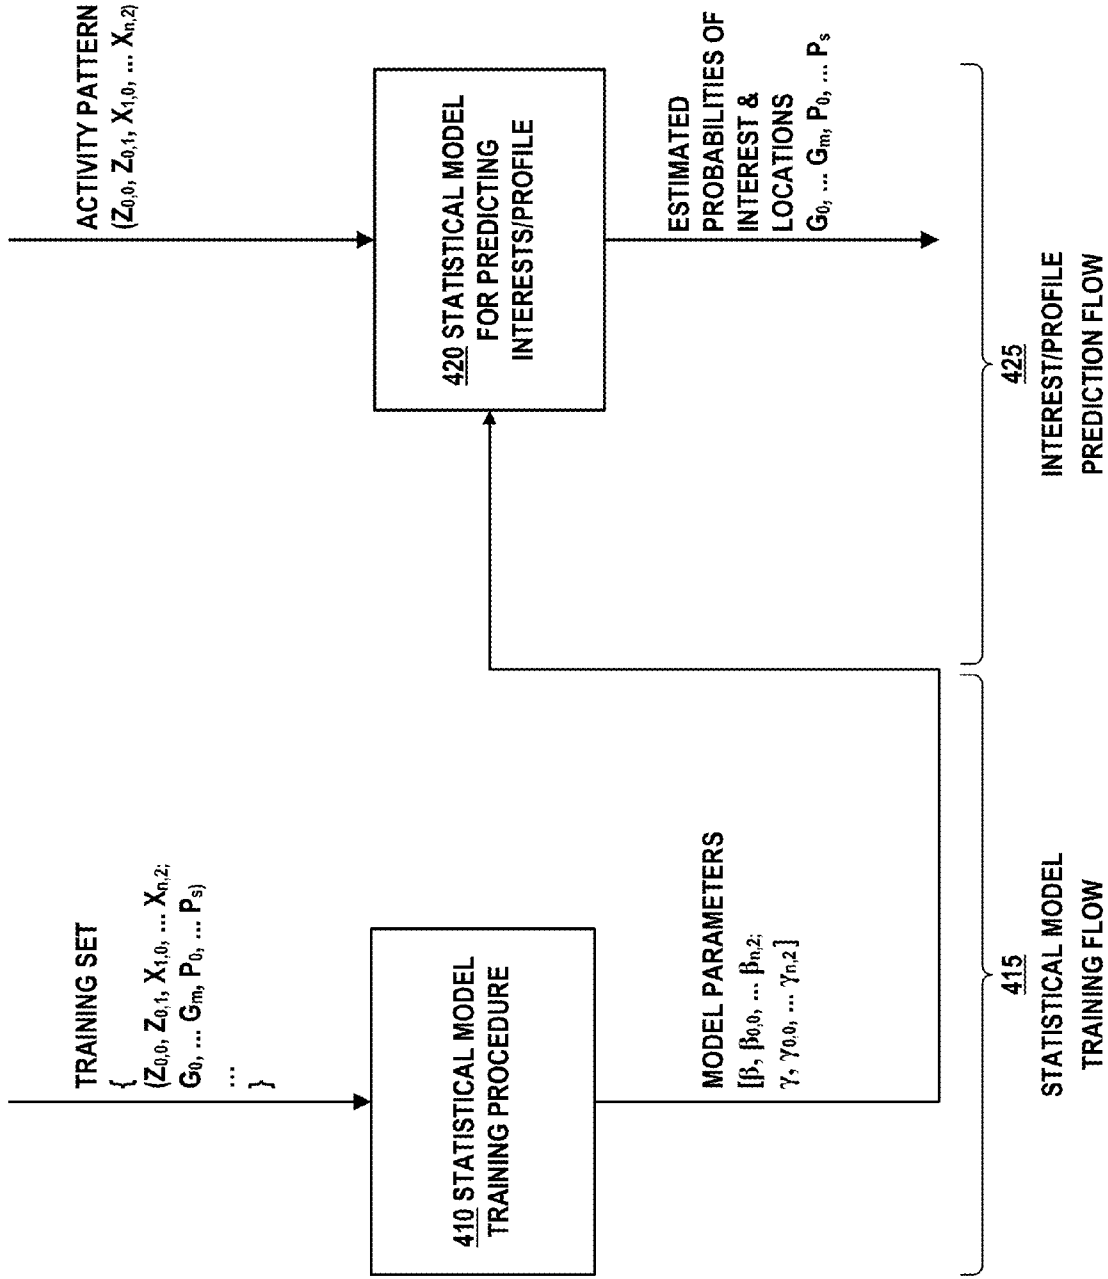 TRAINING SET
{
(Z0,0, Z0,1, X1,0, ... Xn,2;
G0, ... Gm, P0, ... Ps)
...
}
410 STATISTICAL MODEL
TRAINING PROCEDURE
MODEL PARAMETERS
[β, β0,0, ... βn,2;
γ, γ0,0, ... γn,2]
415
STATISTICAL MODEL
TRAINING FLOW
ACTIVITY PATTERN
(Z0,0, Z0,1, X1,0, ... Xn,2)
420 STATISTICAL MODEL
FOR PREDICTING
INTERESTS/PROFILE
ESTIMATED
PROBABILITIES OF
INTEREST &
LOCATIONS
G0, ... Gm, P0, ... Ps
425
INTEREST/PROFILE
PREDICTION FLOW